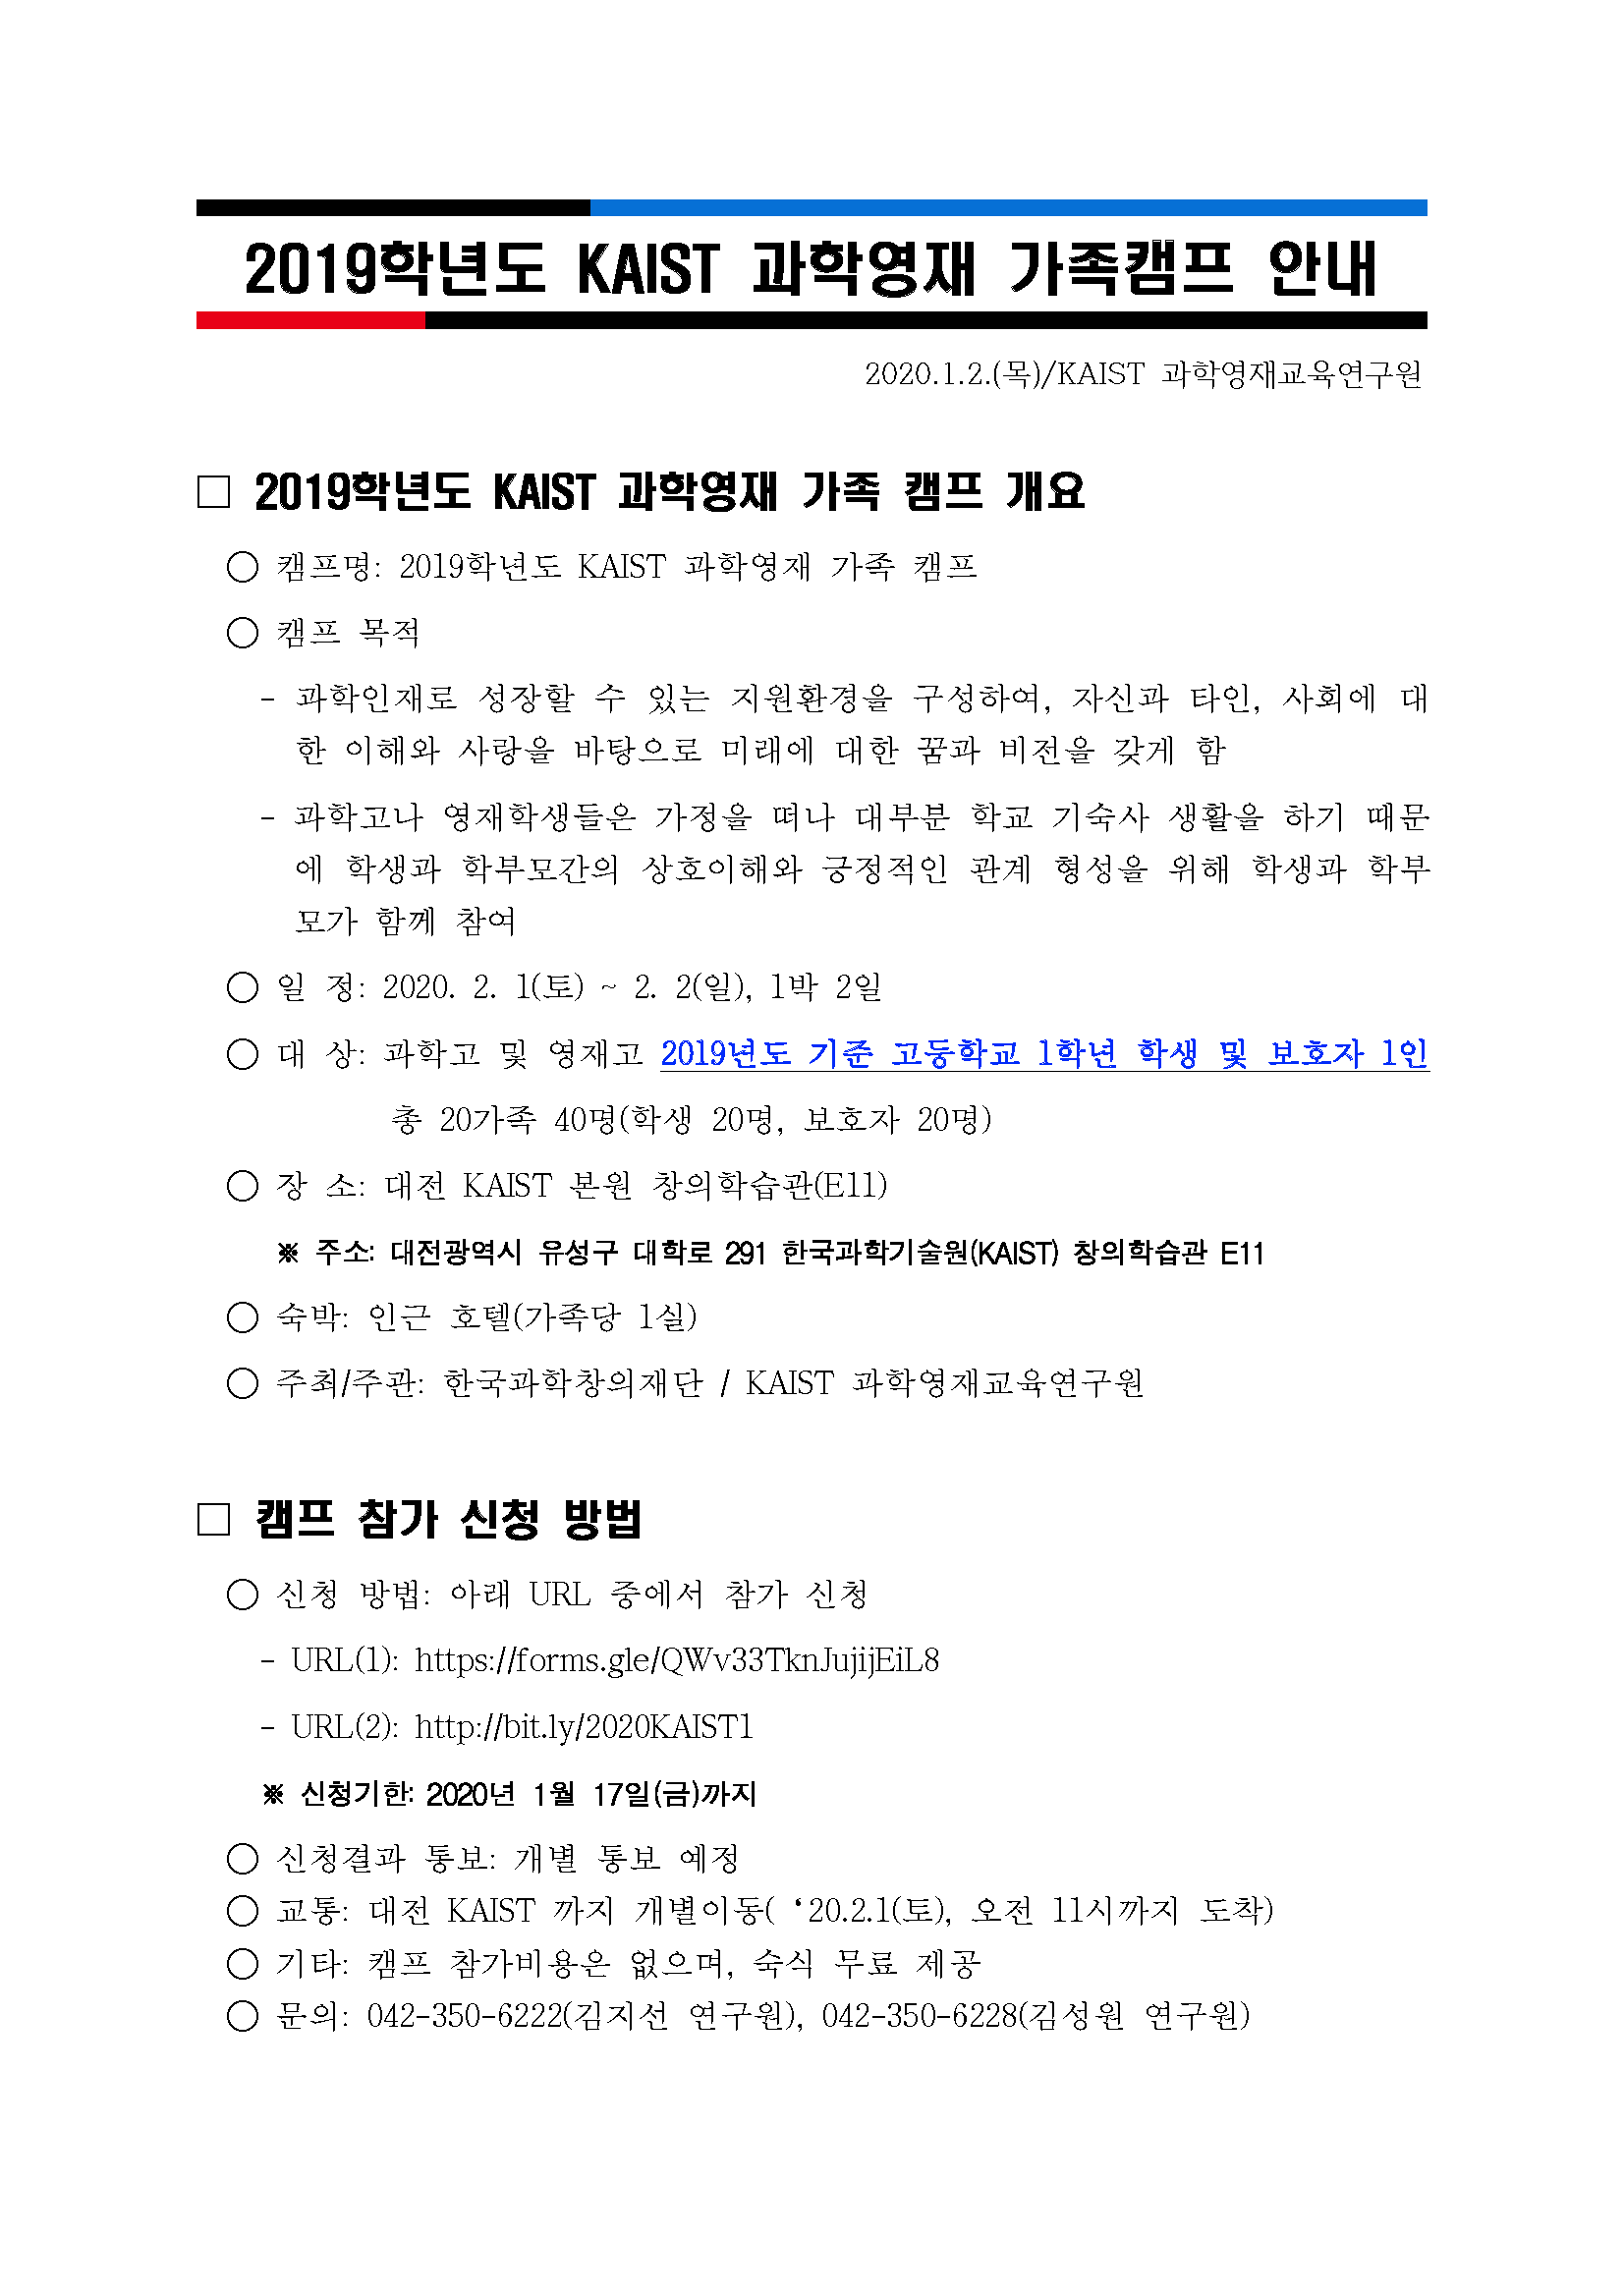 2019학년도 KAIST 과학영재 가족캠프 안내
2020.1.2.(목)/KAIST 과학영재교육연구원
□ 2019학년도 KAIST 과학영재 가족 캠프 개요
○ 캠프명: 2019학년도 KAIST 과학영재 가족 캠프
○ 캠프 목적
- 과학인재로 성장할 수 있는 지원환경을 구성하여, 자신과 타인, 사회에 대
한 이해와 사랑을 바탕으로 미래에 대한 꿈과 비전을 갖게 함
- 과학고나 영재학생들은 가정을 떠나 대부분 학교 기숙사 생활을 하기 때문
에 학생과 학부모간의 상호이해와 긍정적인 관계 형성을 위해 학생과 학부
모가 함께 참여
○ 일 정: 2020. 2. 1(토) ~ 2. 2(일), 1박 2일
○ 대 상: 과학고 및 영재고 2019년도 기준 고등학교 1학년 학생 및 보호자 1인
총 20가족 40명(학생 20명, 보호자 20명)
○ 장 소: 대전 KAIST 본원 창의학습관(E11)
※ 주소: 대전광역시 유성구 대학로 291 한국과학기술원(KAIST) 창의학습관 E11
○ 숙박: 인근 호텔(가족당 1실)
○ 주최/주관: 한국과학창의재단 / KAIST 과학영재교육연구원
□ 캠프 참가 신청 방법
○ 신청 방법: 아래 URL 중에서 참가 신청
- URL(1): https://forms.gle/QWv33TknJujijEiL8
- URL(2): http://bit.ly/2020KAIST1
※ 신청기한: 2020년 1월 17일(금)까지
○ 신청결과 통보: 개별 통보 예정
○ 교통: 대전 KAIST 까지 개별이동( ‘20.2.1(토), 오전 11시까지 도착)
○ 기타: 캠프 참가비용은 없으며, 숙식 무료 제공
○ 문의: 042-350-6222(김지선 연구원), 042-350-6228(김성원 연구원)